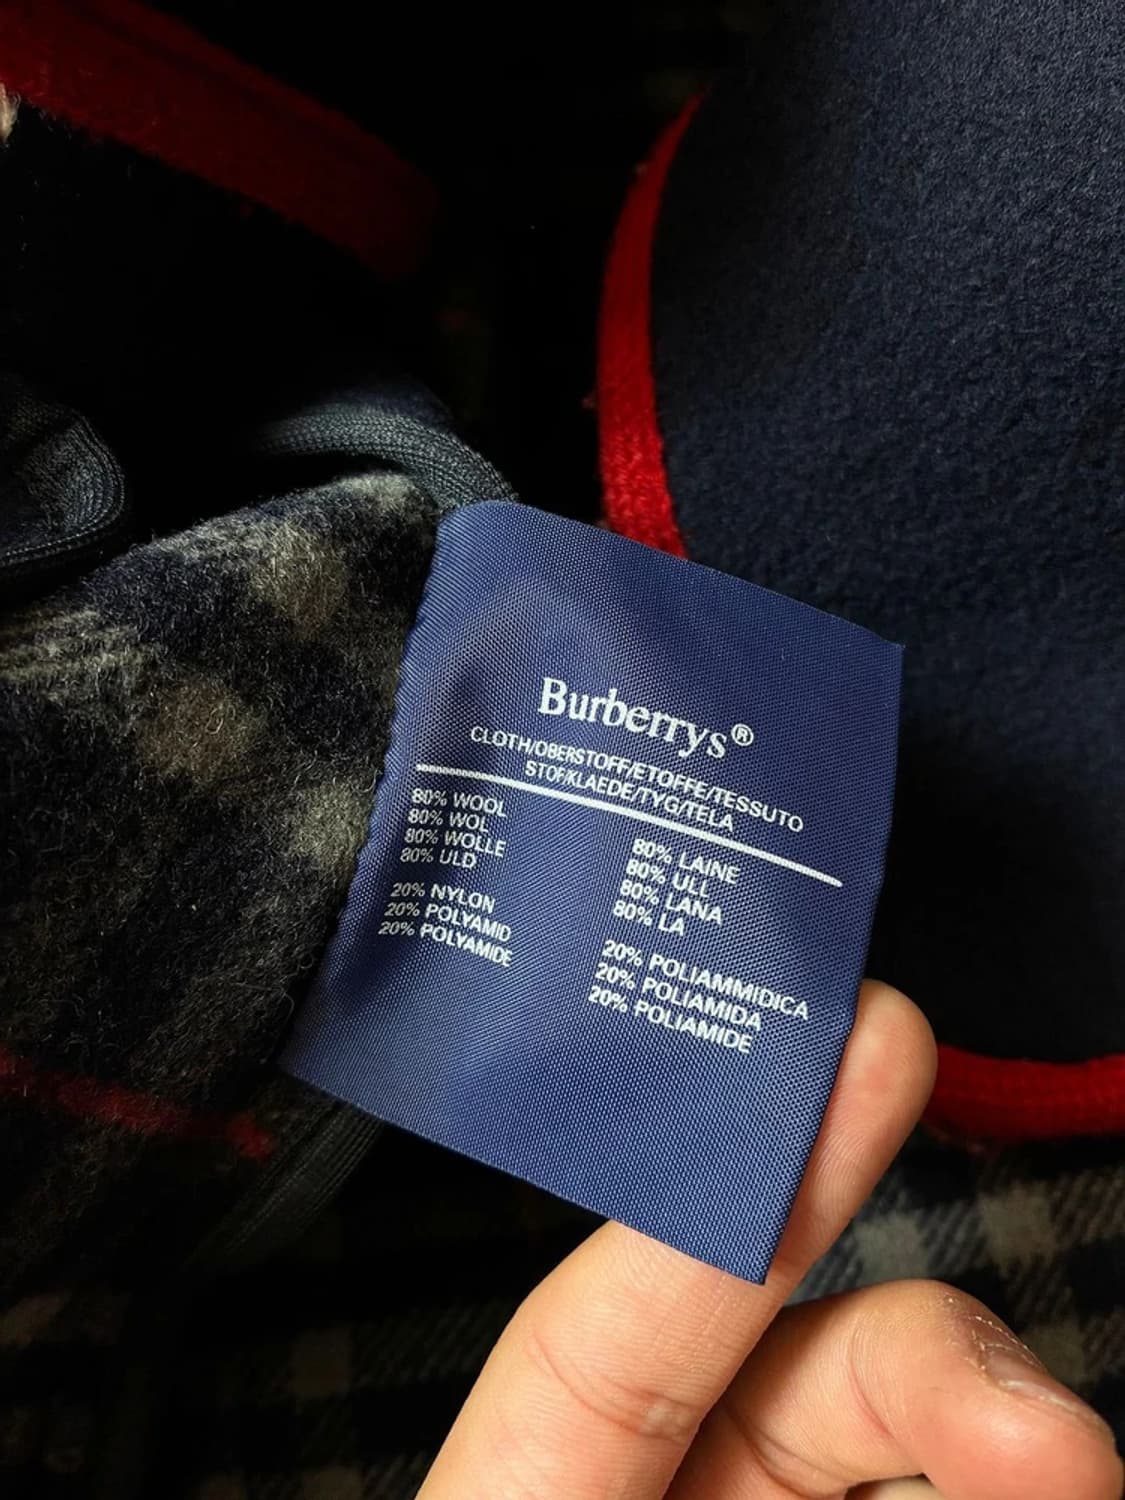 Burberrys®
CLOTH/OBERSTOFF/ETOFFE/TESSUTO
STOF/KLAEDE/TYG/TELA
80% WOOL
80% WOL
80% WOLLE
80% ULD
20% NYLON
20% POLYAMID
20% POLYAMIDE
80% LAINE
80% ULL
80% LANA
80% LA
20% POLIAMMIDICA
20% POLIAMIDA
20% POLIAMIDE